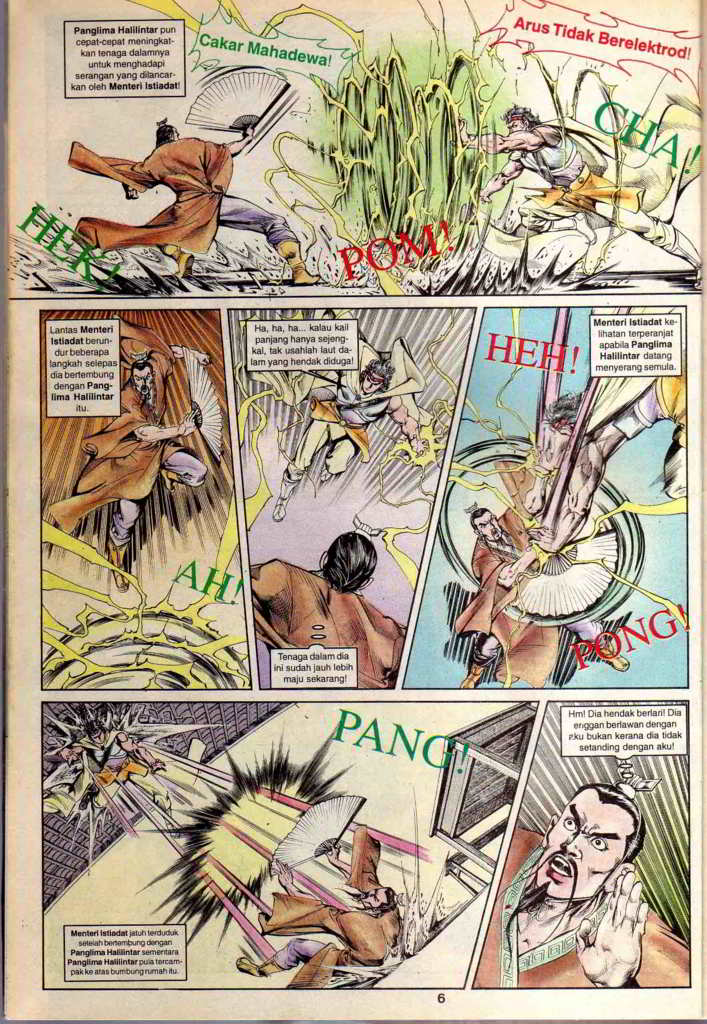 Panglima Halilintar pun
cepat-cepat meningkat-
kan tenaga dalamnya
untuk menghadapi
serangan yang dilancar-
kan oleh Menteri Istiadat!
Cakar Mahadewa!
Arus Tidak Berelektrod!
CHA!
HEK!
POM!
Lantas Menteri
Istiadat berun-
dur beberapa
langkah selepas
dia bertembung
dengan Pang-
lima Halilintar
itu.
AH!
Ha, ha, ha... kalau kail
panjang hanya sejeng-
kal, tak usahlah laut da-
lam yang hendak diduga!
Tenaga dalam dia
ini sudah jauh lebih
maju sekarang!
HEH!
Menteri Istiadat ke-
lihatan terperanjat
apabila Panglima
Halilintar datang
menyerang semula.
PONG!
PANG!
Menteri Istiadat jatuh terduduk
setelah bertembung dengan
Panglima Halilintar sementara
Panglima Halilintar pula tercam-
pak ke atas bumbung rumah itu.
Hm! Dia hendak berlari! Dia
enggan berlawan dengan
aku bukan kerana dia tidak
setanding dengan aku!
6